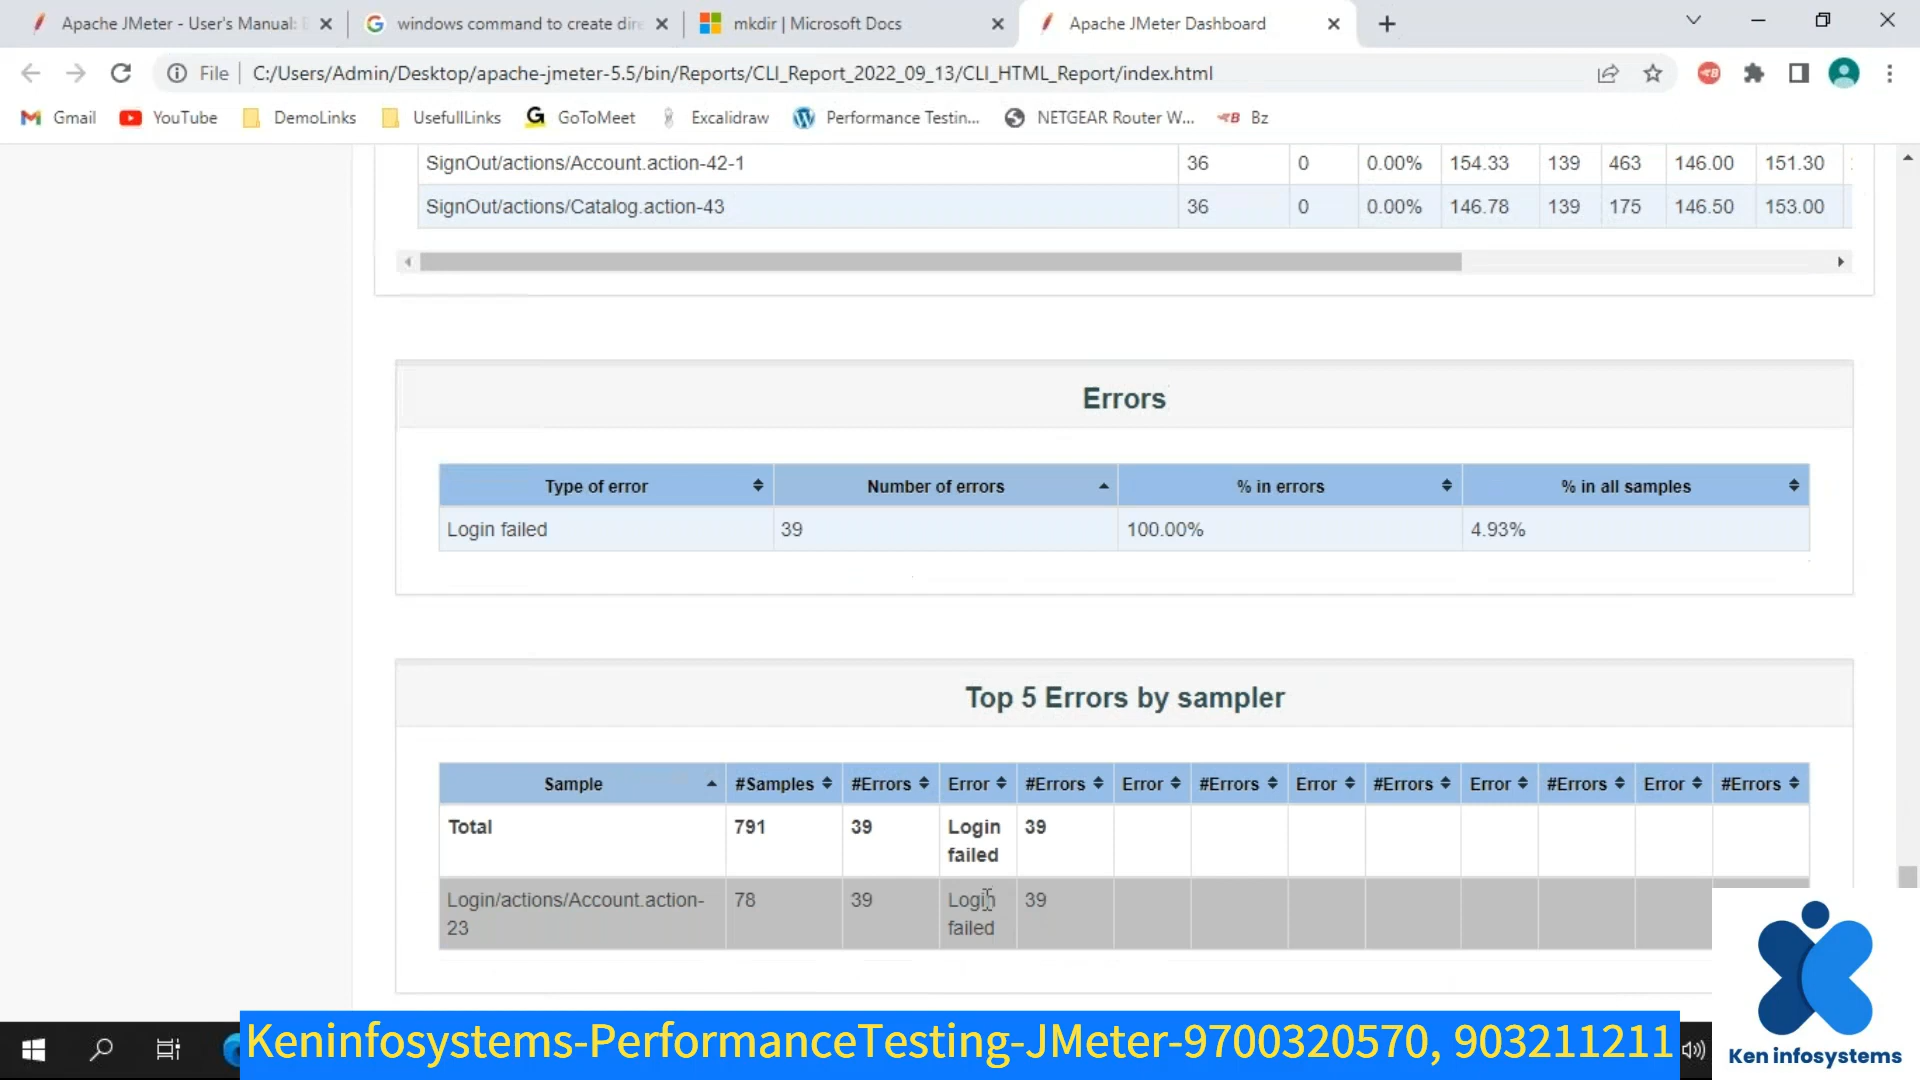 Apache JMeter - User's Manual:
windows command to create dire
mkdir | Microsoft Docs
Apache JMeter Dashboard
File
C:/Users/Admin/Desktop/apache-jmeter-5.5/bin/Reports/CLI_Report_2022_09_13/CLI_HTML_Report/index.html
Gmail YouTube DemoLinks UsefullLinks GoToMeet Excalidraw Performance Testin... NETGEAR Router W... Bz
SignOut/actions/Account.action-42-1 36 0 0.00% 154.33 139 463 146.00 151.30
SignOut/actions/Catalog.action-43 36 0 0.00% 146.78 139 175 146.50 153.00
Errors
Type of error Number of errors % in errors % in all samples
Login failed 39 100.00% 4.93%
Top 5 Errors by sampler
Sample #Samples #Errors Error #Errors Error #Errors Error #Errors Error #Errors Error #Errors
Total 791 39 Login failed 39
Login/actions/Account.action-23 78 39 Login failed 39
Keninfosystems-PerformanceTesting-JMeter-9700320570, 903211211
Ken infosystems